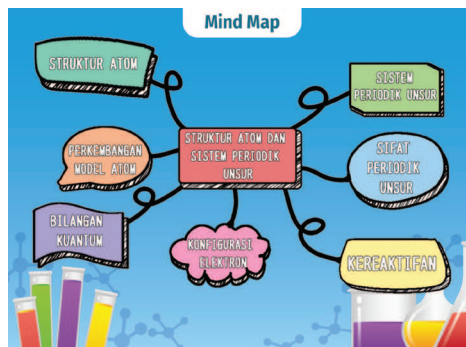 Mind Map
STRUKTUR ATOM
SISTEM
PERIODIK UNSUR
STRUKTUR ATOM DAN
SISTEM PERIODIK
UNSUR
PERKEMBANGAN
MODEL ATOM
SIFAT
PERIODIK
UNSUR
BILANGAN
KUANTUM
KONFIGURASI
ELEKTRON
KEREAKTIFAN